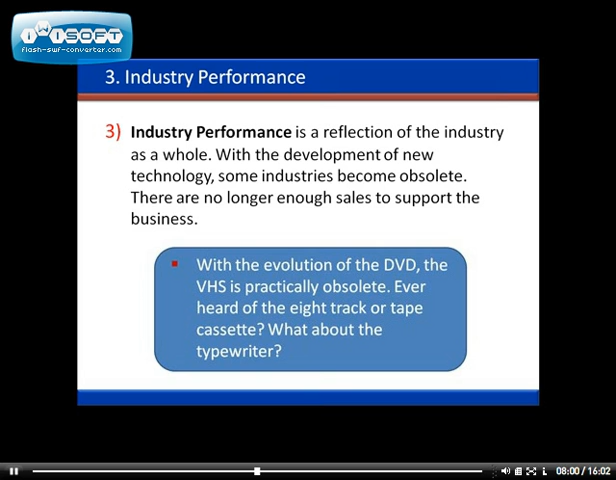 iWiSOFT
flash-swf-converter.com
3. Industry Performance
3) Industry Performance is a reflection of the industry
as a whole. With the development of new
technology, some industries become obsolete.
There are no longer enough sales to support the
business.
With the evolution of the DVD, the
VHS is practically obsolete. Ever
heard of the eight track or tape
cassette? What about the
typewriter?
08:00 / 16:02